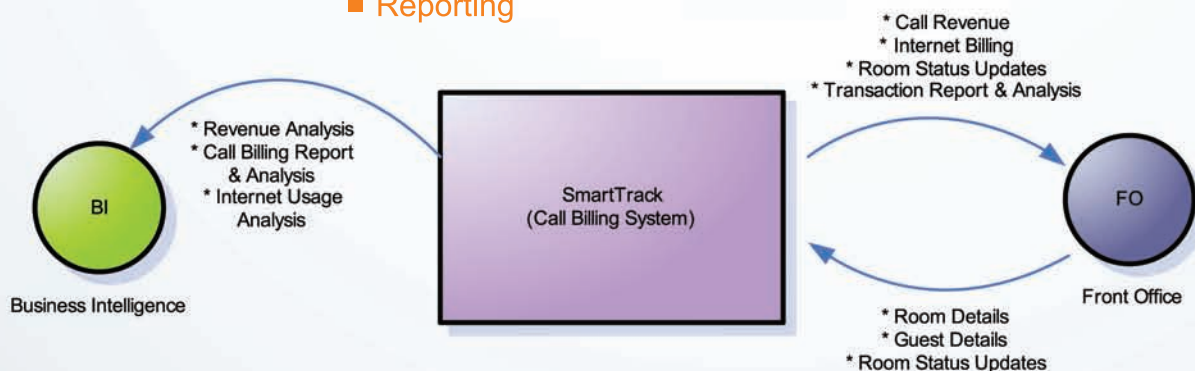 ■ Reporting
* Call Revenue
* Internet Billing
* Room Status Updates
* Transaction Report & Analysis
* Revenue Analysis
* Call Billing Report
& Analysis
* Internet Usage
Analysis
BI
Business Intelligence
SmartTrack
(Call Billing System)
FO
Front Office
* Room Details
* Guest Details
* Room Status Updates